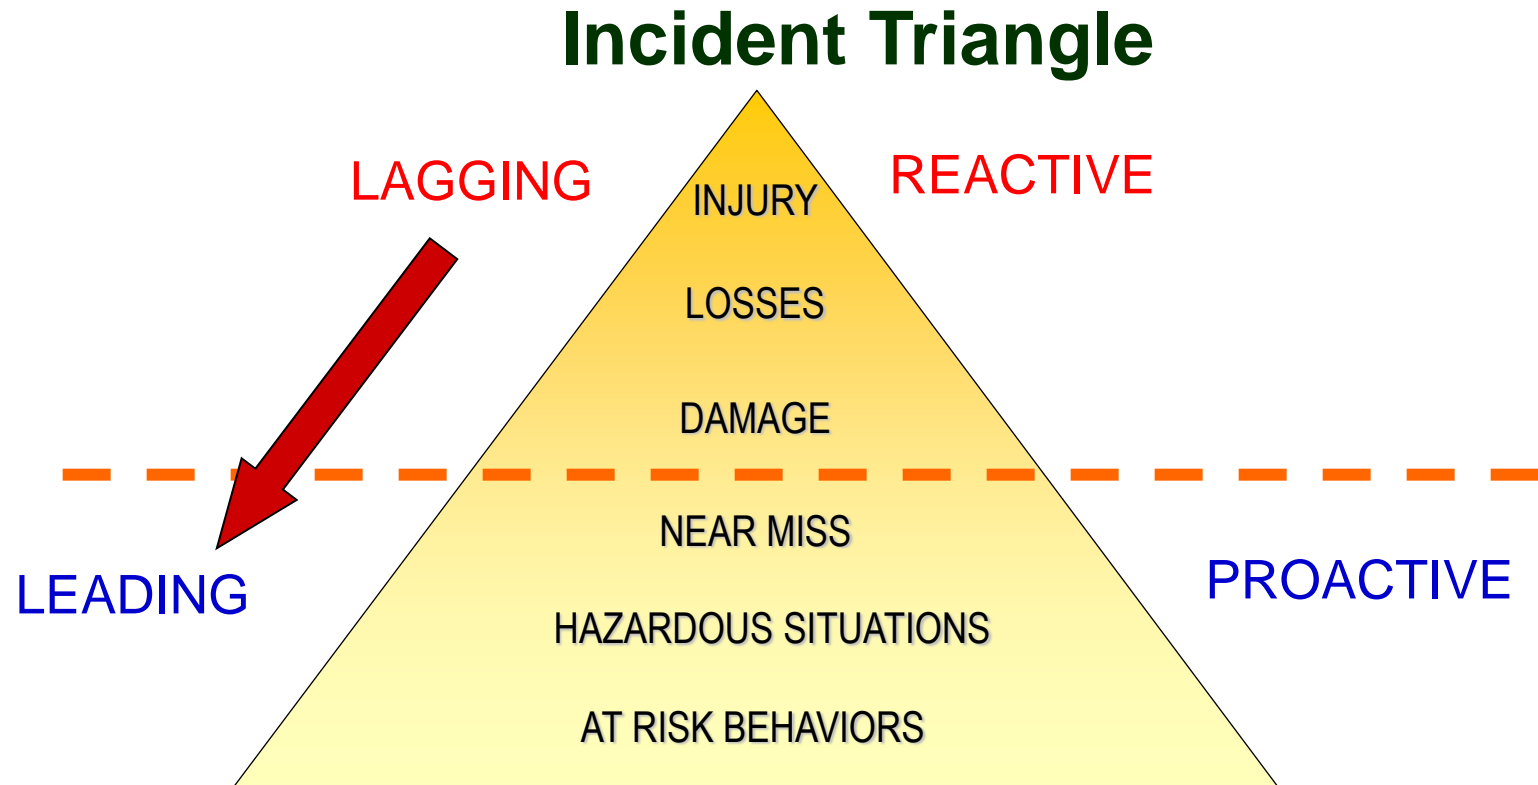 Incident Triangle
LAGGING
REACTIVE
INJURY
LOSSES
DAMAGE
NEAR MISS
LEADING
PROACTIVE
HAZARDOUS SITUATIONS
AT RISK BEHAVIORS